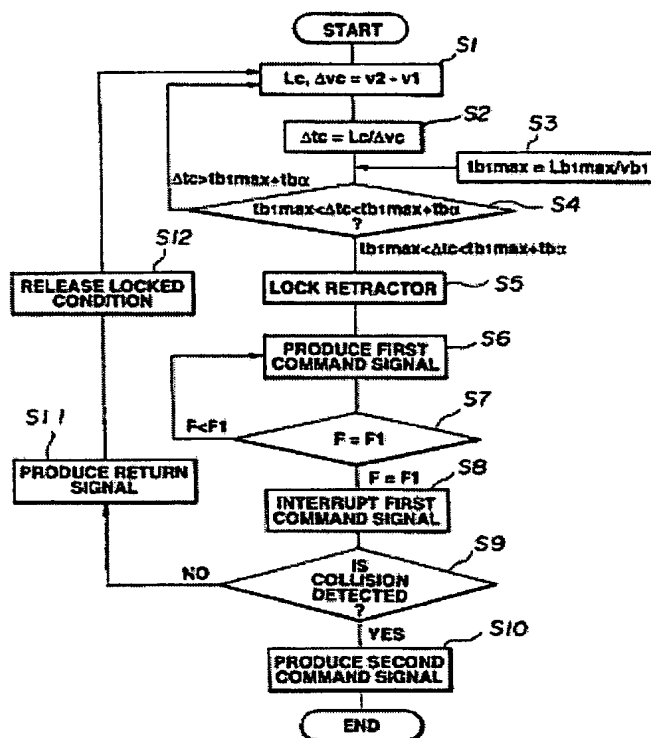 START
S1
Lc, Δvc = v2 - v1
S2
Δtc = Lc/Δvc
S3
tb1max = Lb1max/vb1
Δtc>tb1max+tbα
S4
tb1max<Δtc<tb1max+tbα
?
tb1max<Δtc<tb1max+tbα
S12
RELEASE LOCKED
CONDITION
S5
LOCK RETRACTOR
S6
PRODUCE FIRST
COMMAND SIGNAL
S7
F<F1
F = F1
S11
PRODUCE RETURN
SIGNAL
F = F1
S8
INTERRUPT FIRST
COMMAND SIGNAL
S9
NO
IS
COLLISION
DETECTED
?
YES
S10
PRODUCE SECOND
COMMAND SIGNAL
END